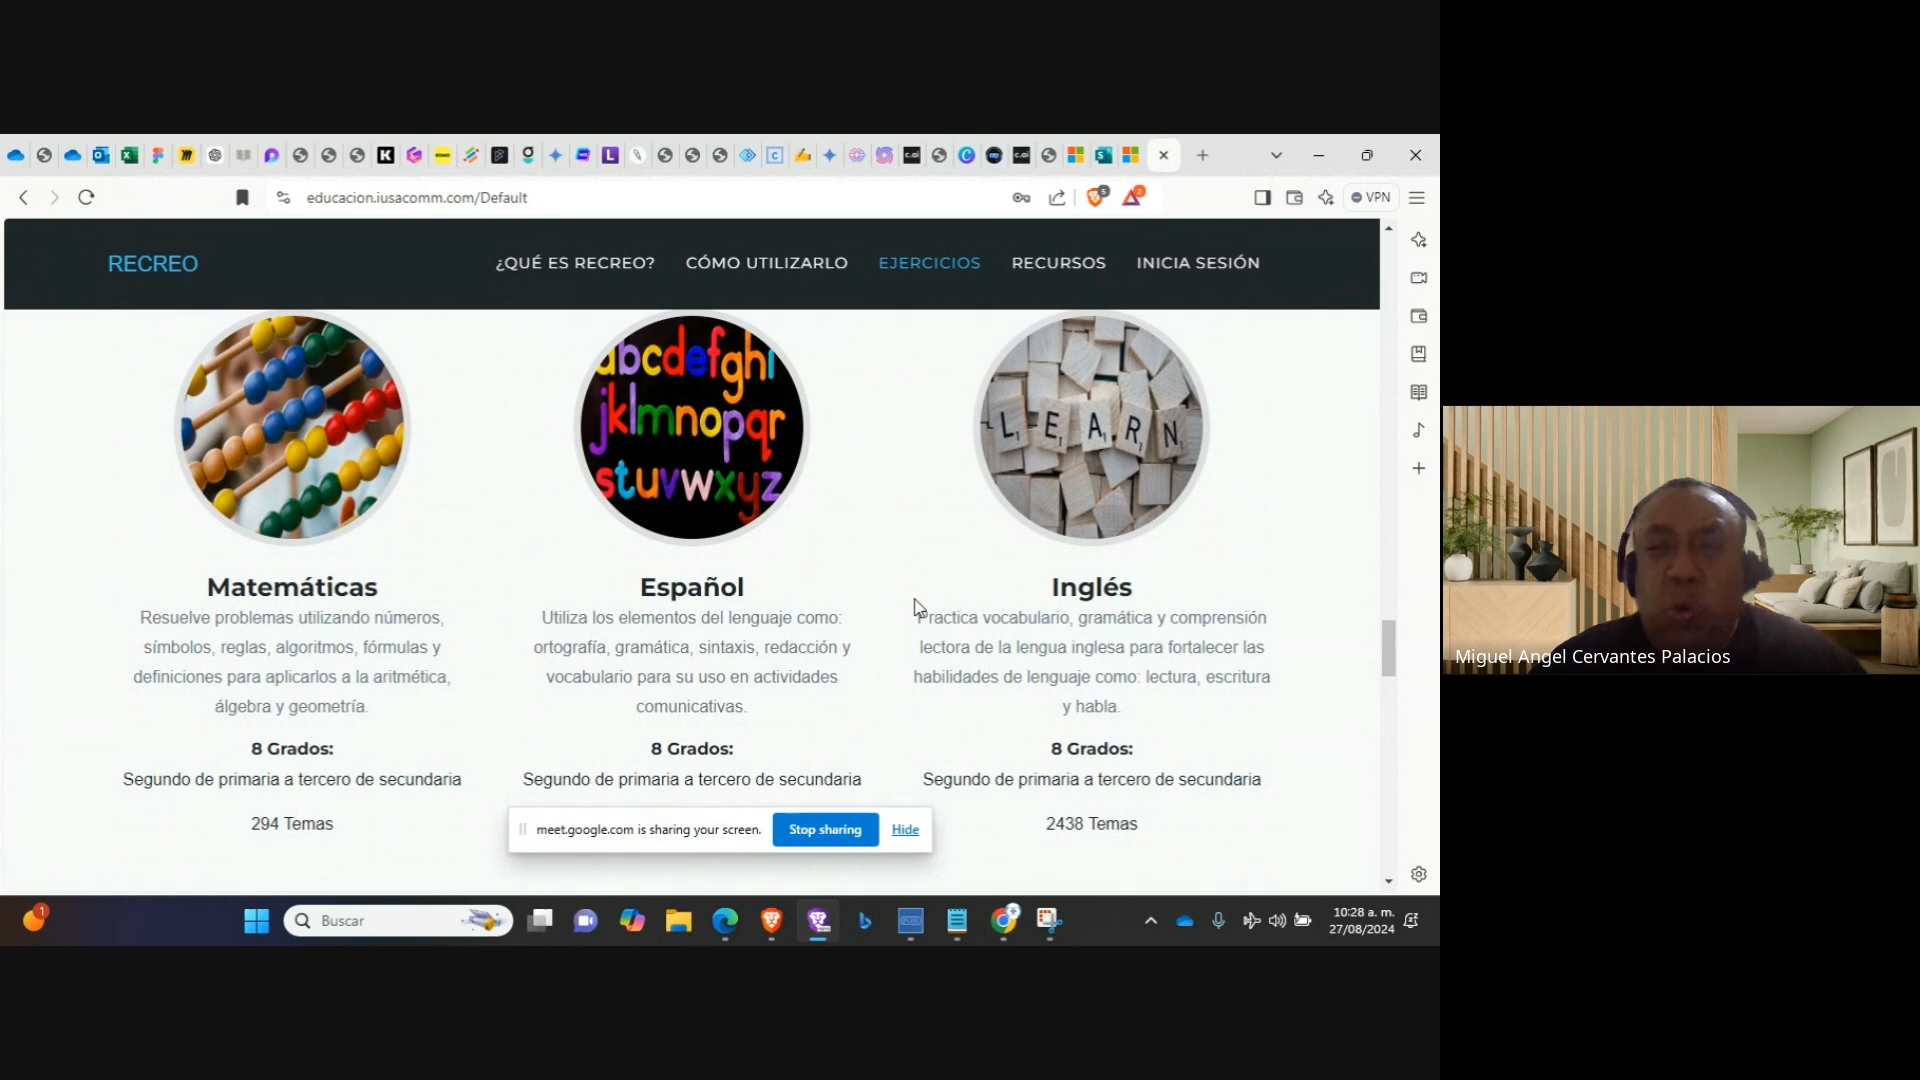 educacion.iusacomm.com/Default
VPN
RECREO
¿QUÉ ES RECREO?
CÓMO UTILIZARLO
EJERCICIOS
RECURSOS
INICIA SESIÓN
abcdefghi
jklmnopqr
stuvwxyz
LEARN
Matemáticas
Resuelve problemas utilizando números,
símbolos, reglas, algoritmos, fórmulas y
definiciones para aplicarlos a la aritmética,
álgebra y geometría.
8 Grados:
Segundo de primaria a tercero de secundaria
294 Temas
Español
Utiliza los elementos del lenguaje como:
ortografía, gramática, sintaxis, redacción y
vocabulario para su uso en actividades
comunicativas.
8 Grados:
Segundo de primaria a tercero de secundaria
Inglés
Practica vocabulario, gramática y comprensión
lectora de la lengua inglesa para fortalecer las
habilidades de lenguaje como: lectura, escritura
y habla.
8 Grados:
Segundo de primaria a tercero de secundaria
2438 Temas
meet.google.com is sharing your screen.
Stop sharing
Hide
Miguel Angel Cervantes Palacios
1
Buscar
10:28 a. m.
27/08/2024